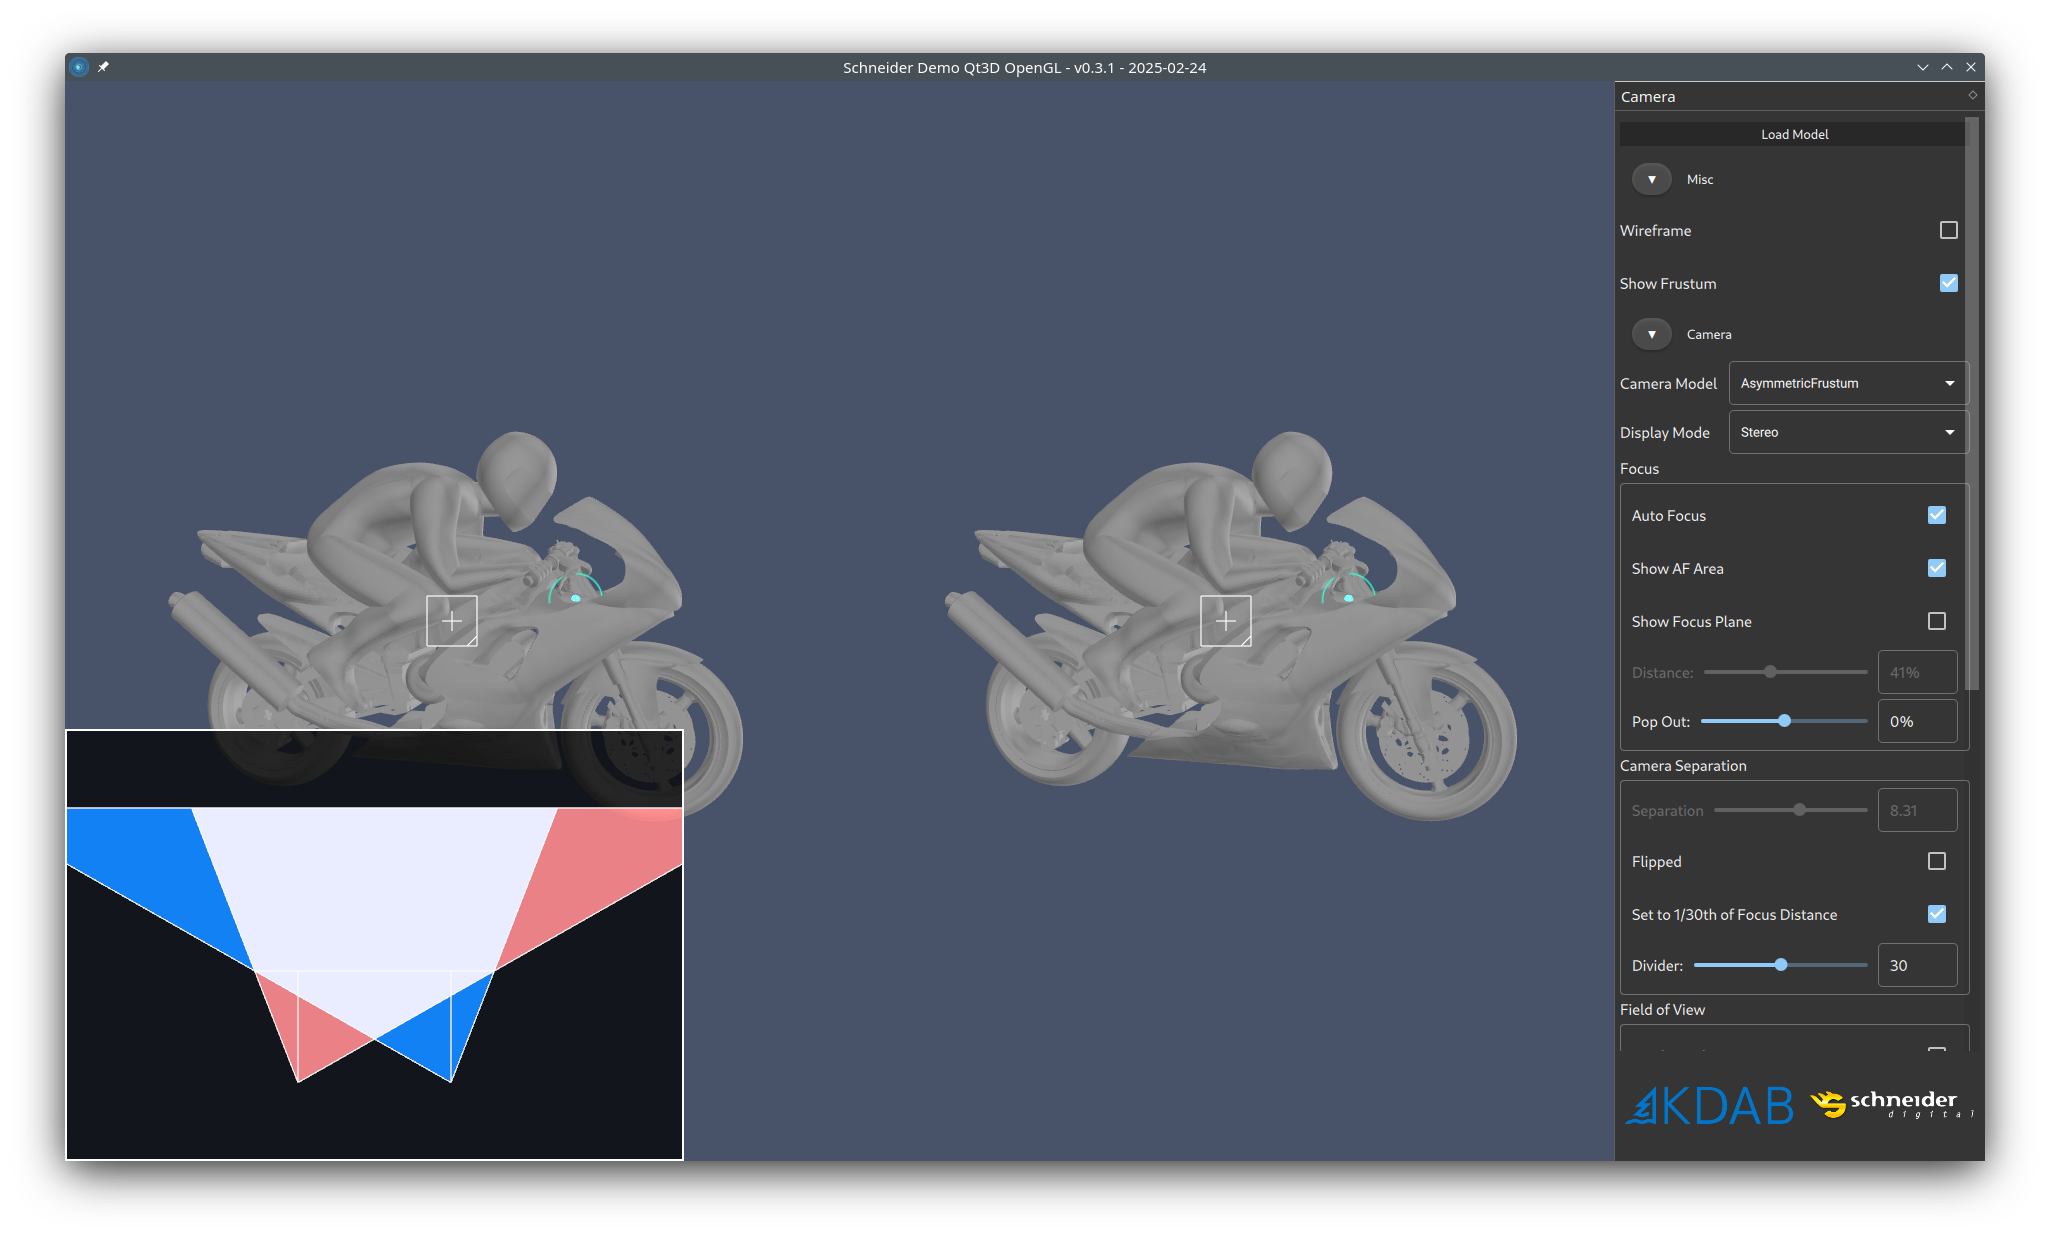 Schneider Demo Qt3D OpenGL - v0.3.1 - 2025-02-24
Camera
Load Model
Misc
Wireframe
Show Frustum
Camera
Camera Model AsymmetricFrustum
Display Mode Stereo
Focus
Auto Focus
Show AF Area
Show Focus Plane
Distance: 41%
Pop Out: 0%
Camera Separation
Separation 8.31
Flipped
Set to 1/30th of Focus Distance
Divider: 30
Field of View
KDAB schneider
digital